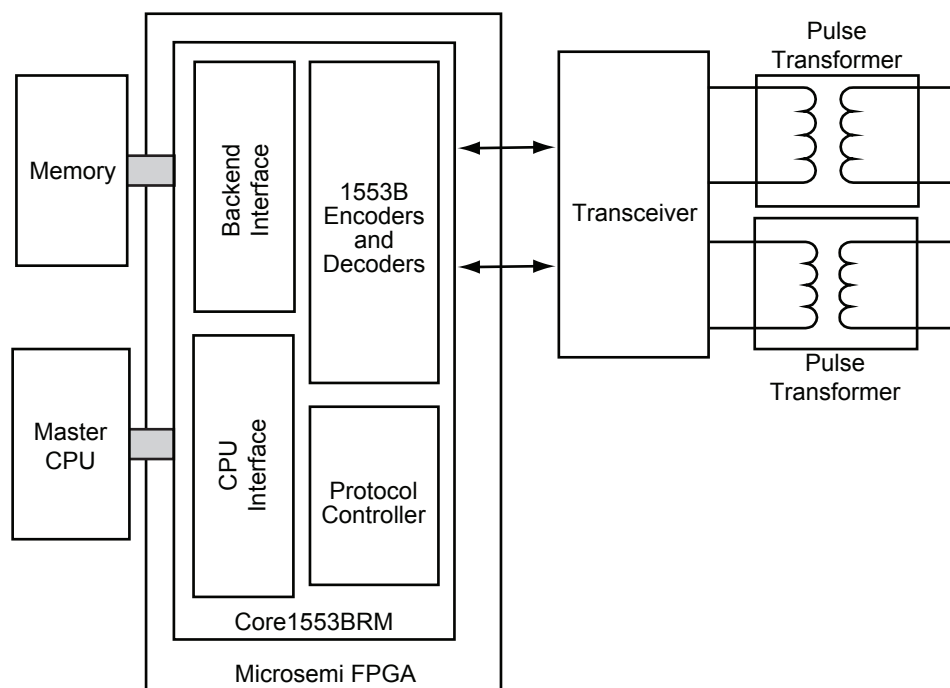 Pulse
Transformer
Memory
Backend
Interface
1553B
Encoders
and
Decoders
Transceiver
Pulse
Transformer
Master
CPU
CPU
Interface
Protocol
Controller
Core1553BRM
Microsemi FPGA